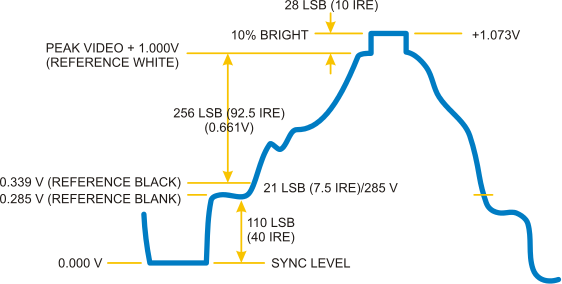 28 LSB (10 IRE)
10% BRIGHT
+1.073V
PEAK VIDEO + 1.000V
(REFERENCE WHITE)
256 LSB (92.5 IRE)
(0.661V)
0.339 V (REFERENCE BLACK)
21 LSB (7.5 IRE)/285 V
0.285 V (REFERENCE BLANK)
110 LSB
(40 IRE)
0.000 V
SYNC LEVEL